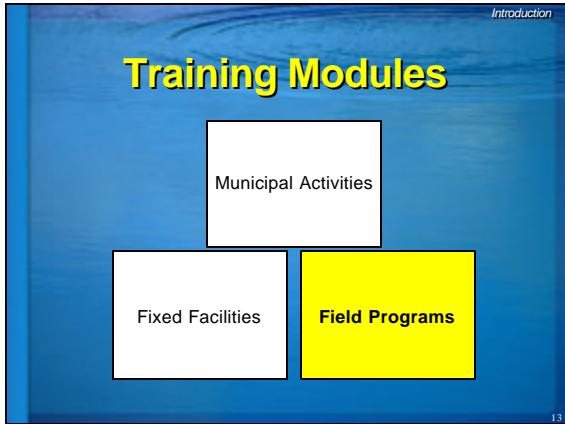 Introduction
Training Modules
Municipal Activities
Fixed Facilities
Field Programs
13